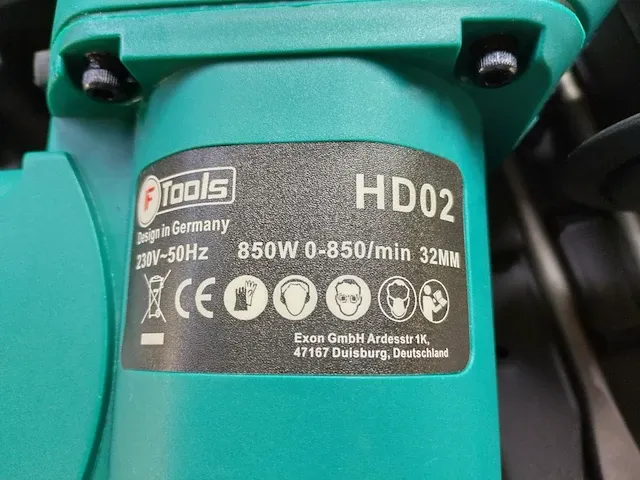 F Tools
HD02
Design in Germany
230V~50Hz 850W 0-850/min 32MM
CE
Exon GmbH Ardesstr 1K,
47167 Duisburg, Deutschland